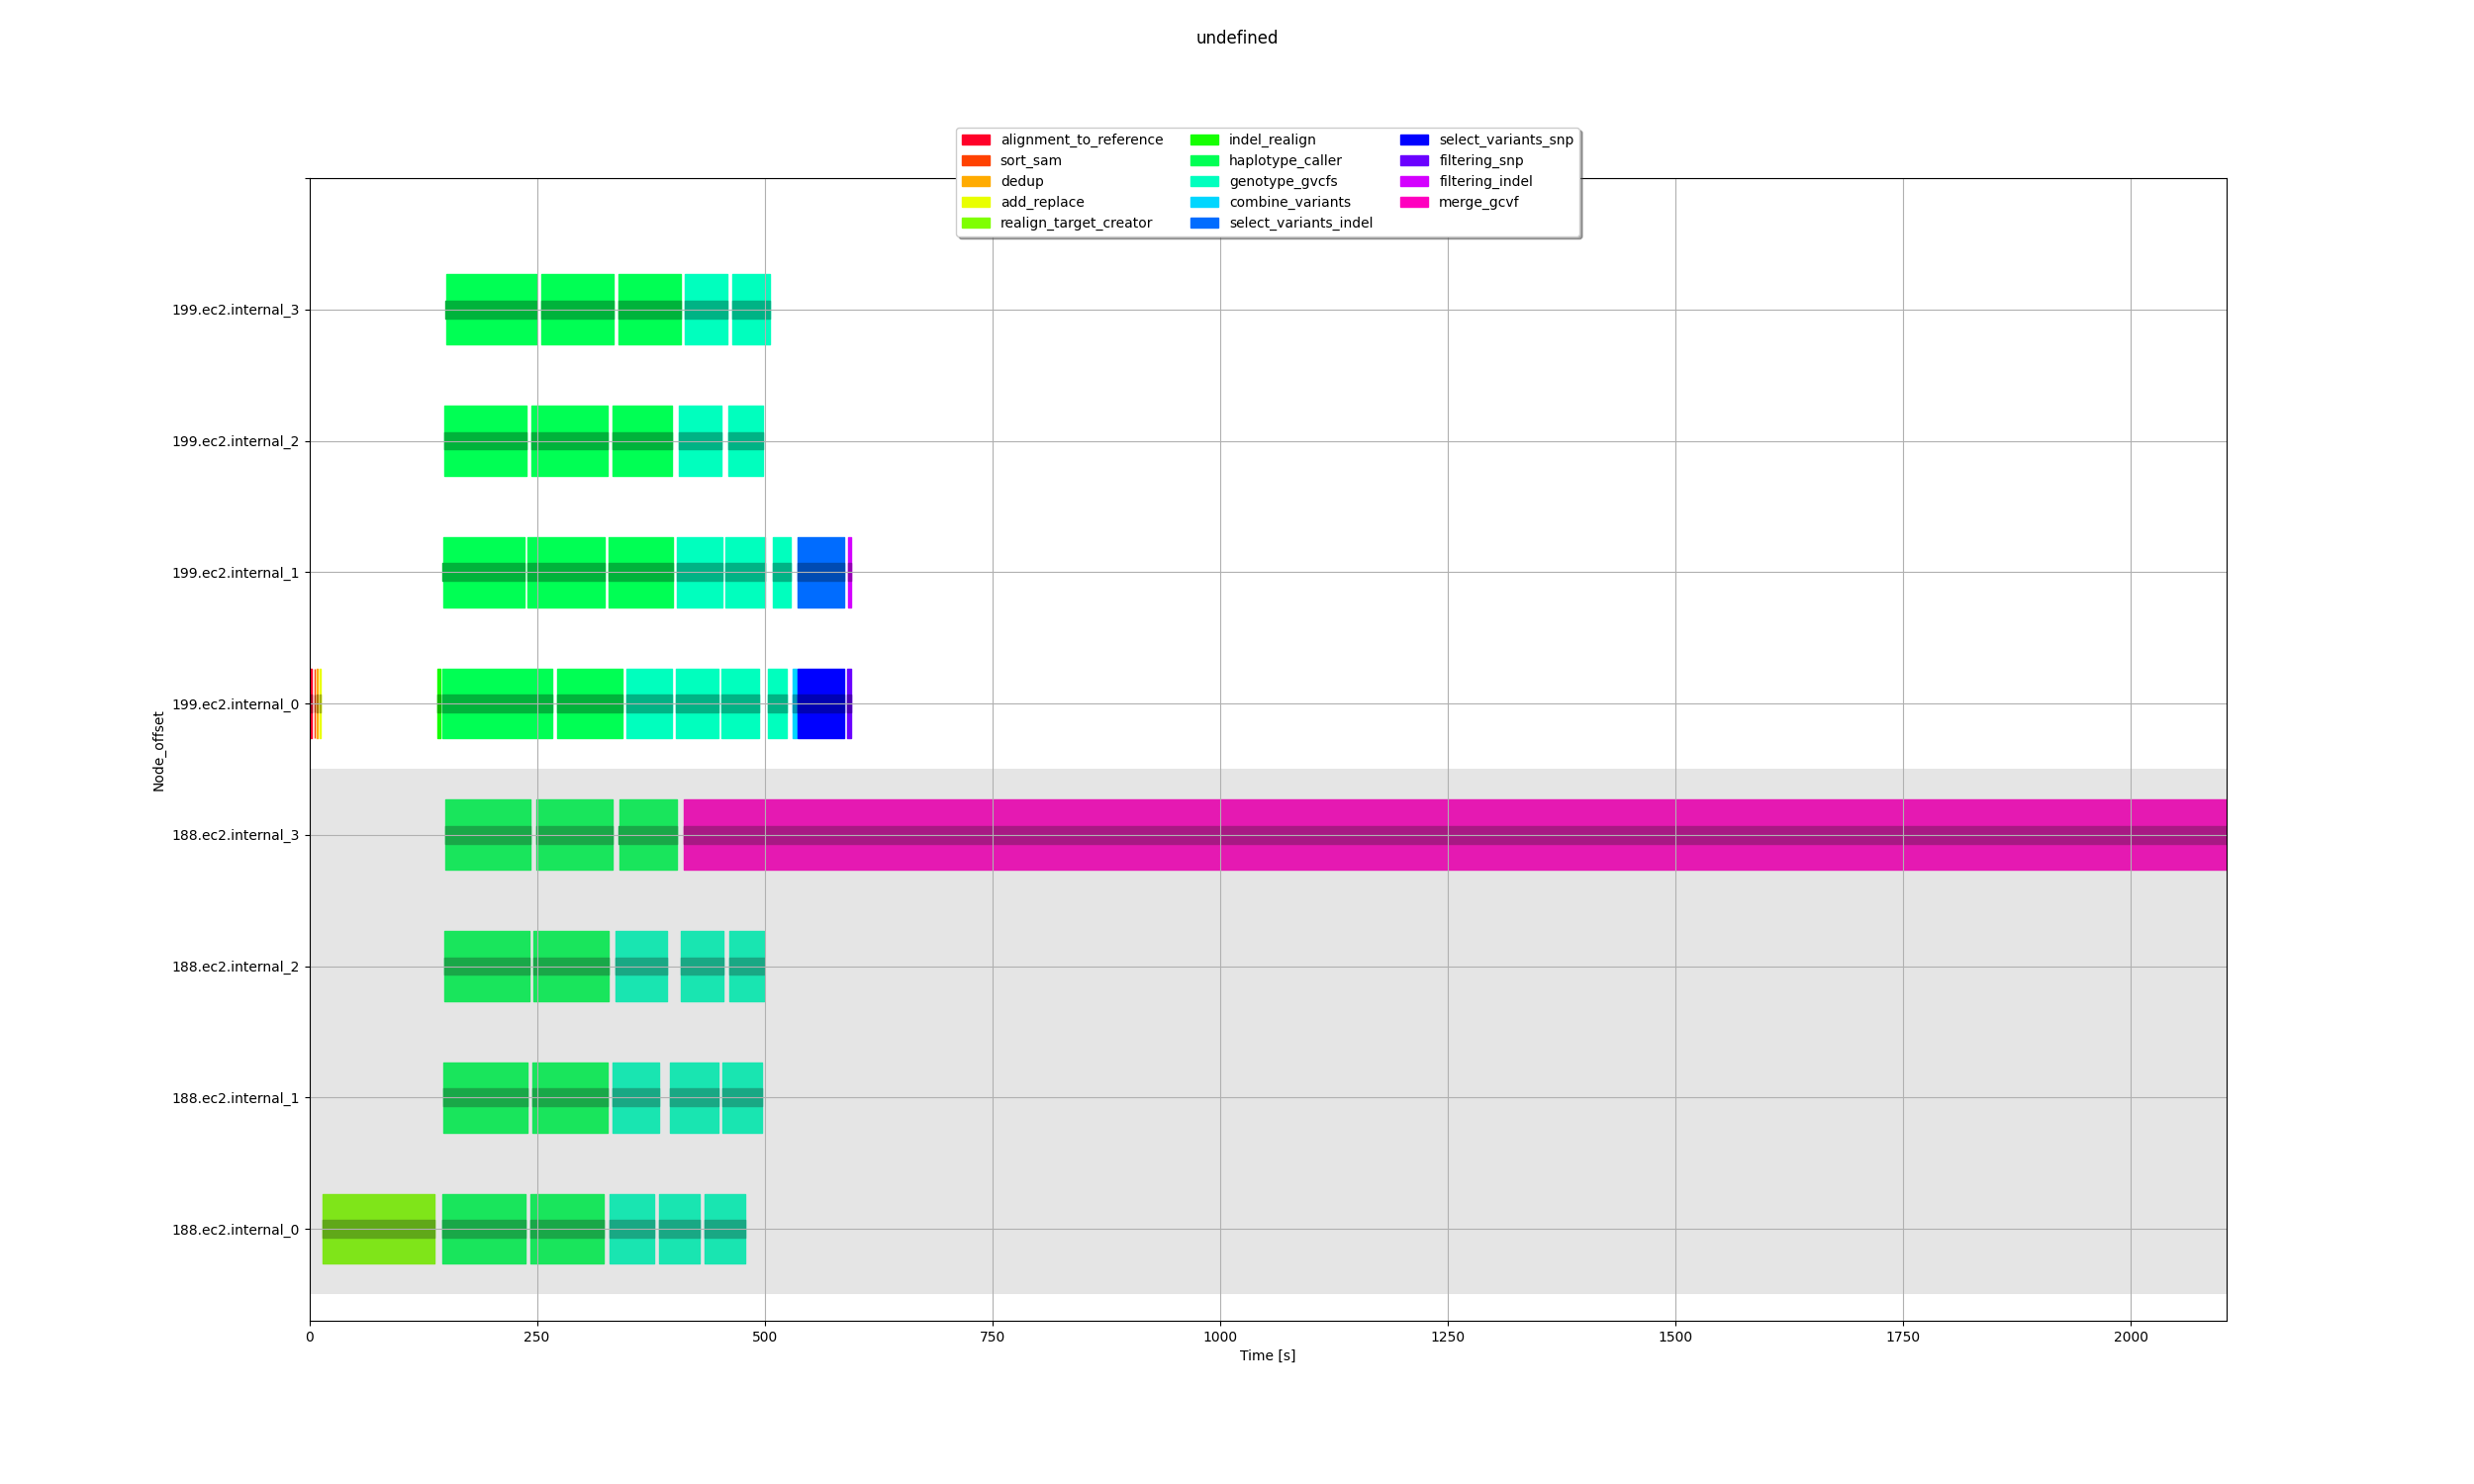 undefined
alignment_to_reference
sort_sam
dedup
add_replace
realign_target_creator
indel_realign
haplotype_caller
genotype_gvcfs
combine_variants
select_variants_indel
select_variants_snp
filtering_snp
filtering_indel
merge_gcvf
199.ec2.internal_3
199.ec2.internal_2
199.ec2.internal_1
199.ec2.internal_0
188.ec2.internal_3
188.ec2.internal_2
188.ec2.internal_1
188.ec2.internal_0
Node_offset
0 250 500 750 1000 1250 1500 1750 2000
Time [s]